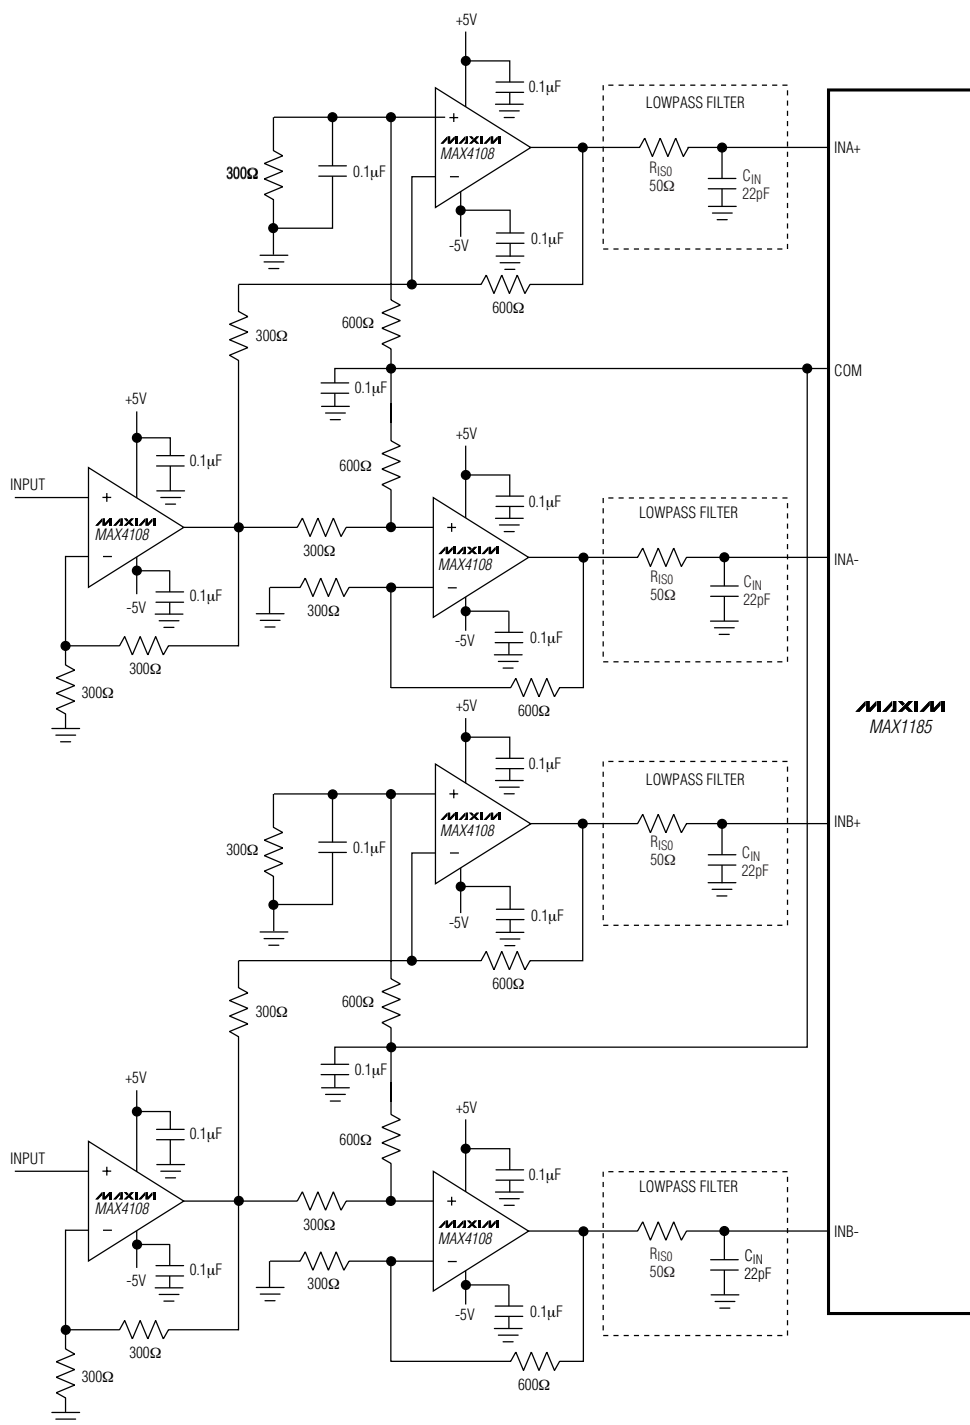 +5V
0.1µF
LOWPASS FILTER
+
MAXIM
MAX4108
−
INA+
300Ω
0.1µF
RISO
50Ω
CIN
22pF
-5V
0.1µF
600Ω
300Ω
600Ω
COM
0.1µF
+5V
0.1µF
+5V
600Ω
INPUT
0.1µF
LOWPASS FILTER
+
MAXIM
MAX4108
−
300Ω
+
MAXIM
MAX4108
−
INA-
RISO
50Ω
CIN
22pF
-5V
0.1µF
300Ω
-5V
0.1µF
300Ω
300Ω
600Ω
+5V
MAXIM
MAX1185
0.1µF
LOWPASS FILTER
+
MAXIM
MAX4108
−
INB+
300Ω
0.1µF
RISO
50Ω
CIN
22pF
-5V
0.1µF
600Ω
300Ω
600Ω
0.1µF
+5V
0.1µF
+5V
600Ω
INPUT
0.1µF
LOWPASS FILTER
+
MAXIM
MAX4108
−
300Ω
+
MAXIM
MAX4108
−
INB-
RISO
50Ω
CIN
22pF
-5V
0.1µF
300Ω
-5V
0.1µF
300Ω
300Ω
600Ω